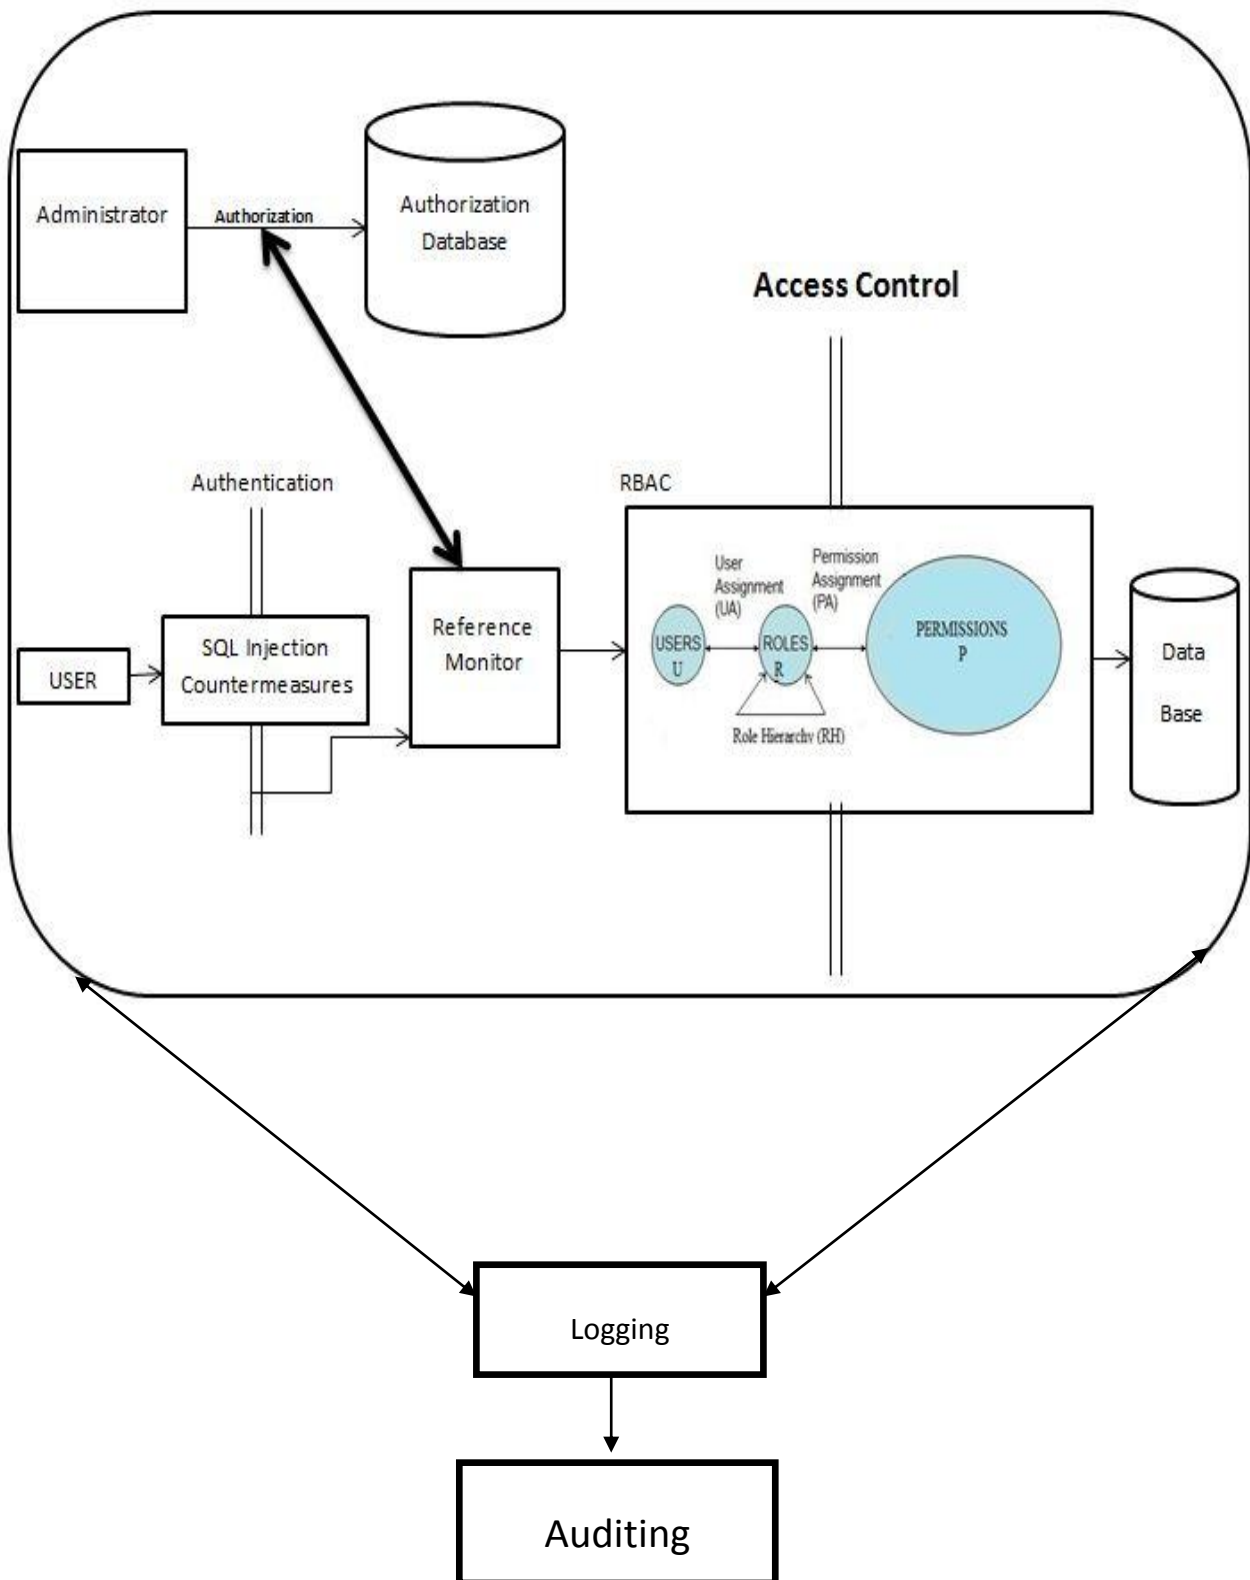 Administrator
Authorization
Authorization
Database
Access Control
Authentication
RBAC
USER
SQL Injection
Countermeasures
Reference
Monitor
User
Assignment
(UA)
Permission
Assignment
(PA)
USERS
U
ROLES
R
PERMISSIONS
P
Role Hierarchy (RH)
Data
Base
Logging
Auditing